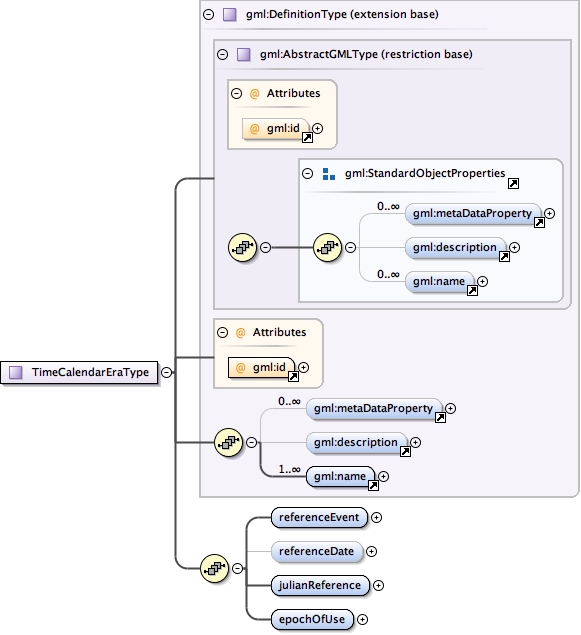 gml:DefinitionType (extension base)
gml:AbstractGMLType (restriction base)
@ Attributes
@ gml:id
gml:StandardObjectProperties
0..∞
gml:metaDataProperty
gml:description
0..∞
gml:name
@ Attributes
@ gml:id
TimeCalendarEraType
0..∞
gml:metaDataProperty
gml:description
1..∞
gml:name
referenceEvent
referenceDate
julianReference
epochOfUse